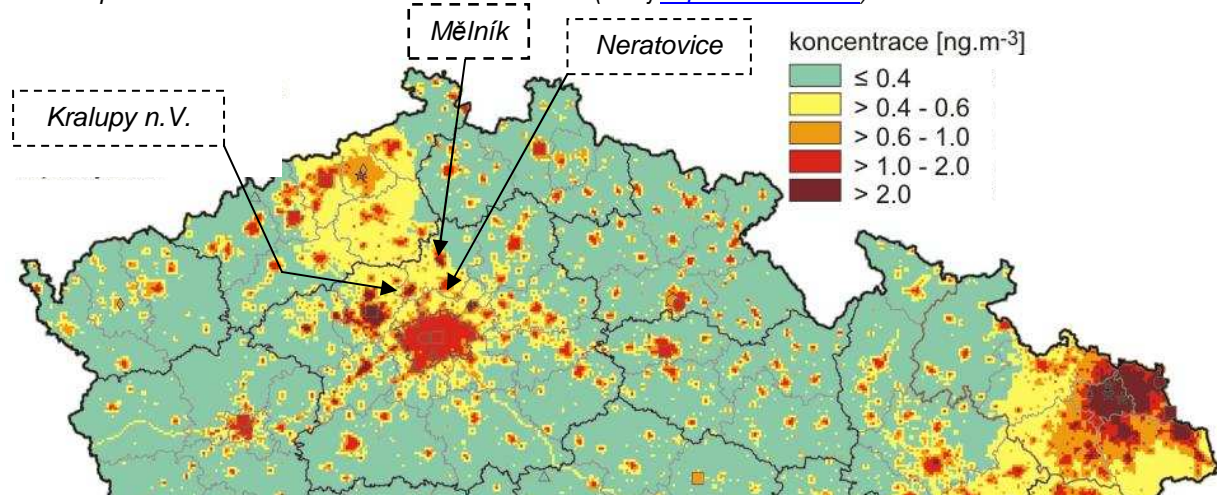 Mělník
Neratovice
Kralupy n.V.
koncentrace [ng.m-3]
≤ 0.4
> 0.4 - 0.6
> 0.6 - 1.0
> 1.0 - 2.0
> 2.0